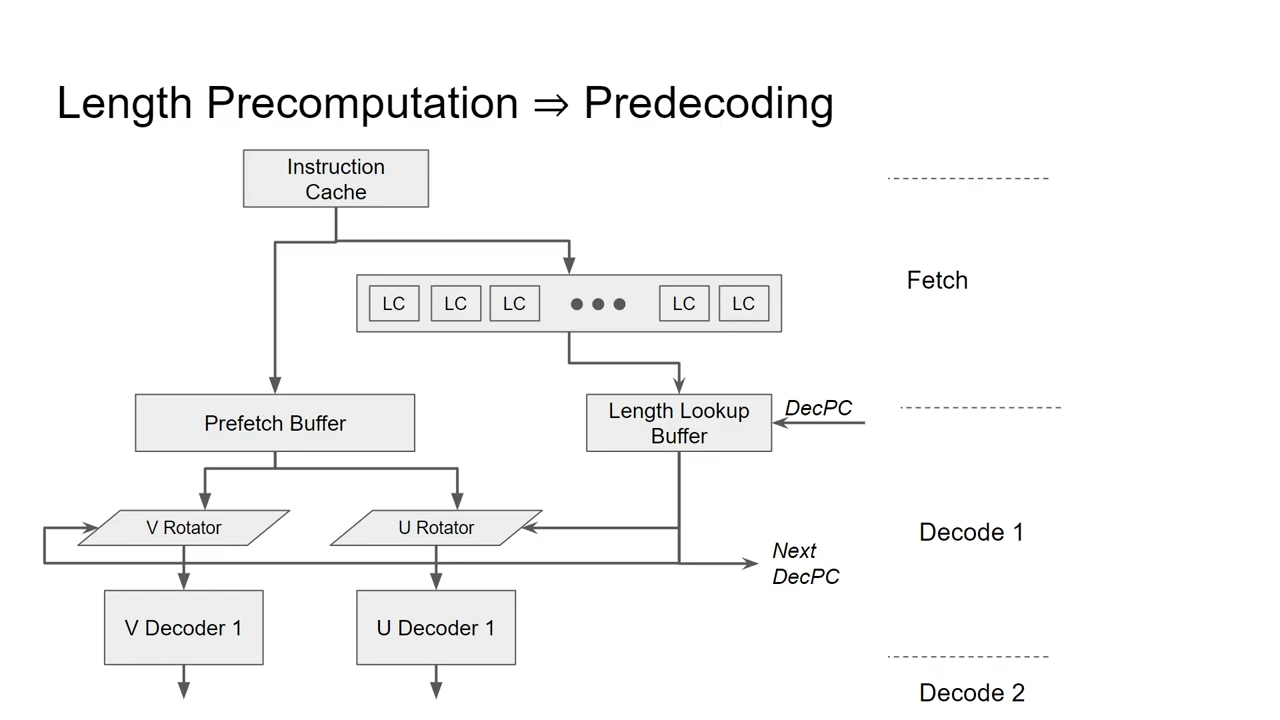 Length Precomputation ⇒ Predecoding
Instruction
Cache
Fetch
LC
LC
LC
LC
LC
Prefetch Buffer
Length Lookup
Buffer
DecPC
V Rotator
U Rotator
Decode 1
Next
DecPC
V Decoder 1
U Decoder 1
Decode 2